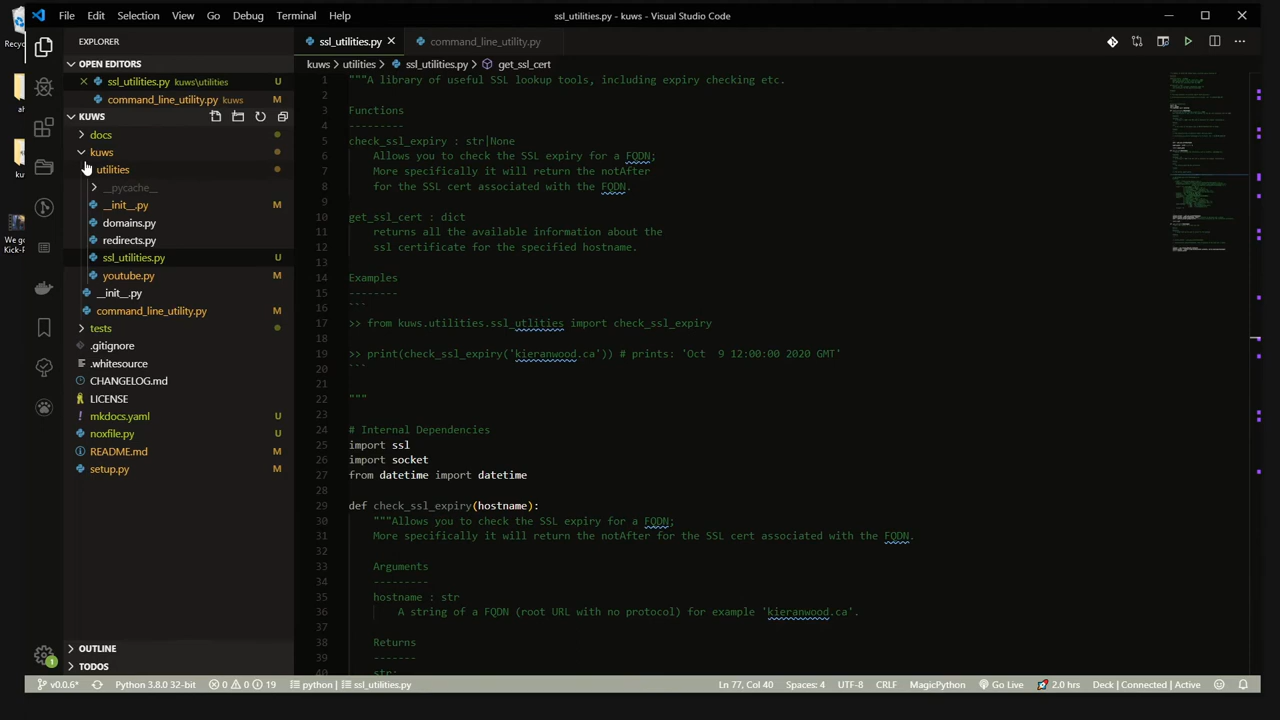 File Edit Selection View Go Debug Terminal Help
ssl_utilities.py - kuws - Visual Studio Code
Recyc
EXPLORER
ssl_utilities.py
command_line_utility.py
OPEN EDITORS
kuws > utilities > ssl_utilities.py > get_ssl_cert
ssl_utilities.py kuws\utilities U
command_line_utility.py kuws M
KUWS
docs
kuws
utilities
__pycache__
__init__.py M
domains.py
redirects.py
ssl_utilities.py U
youtube.py M
__init__.py
command_line_utility.py M
tests
.gitignore
.whitesource
CHANGELOG.md
LICENSE
mkdocs.yaml U
noxfile.py U
README.md M
setup.py M
OUTLINE
TODOS
ah
ku
We go
Kick-F
1 """A library of useful SSL lookup tools, including expiry checking etc.
2
3 Functions
4 ---------
5 check_ssl_expiry : str|None
6 Allows you to check the SSL expiry for a FQDN;
7 More specifically it will return the notAfter
8 for the SSL cert associated with the FQDN.
9
10 get_ssl_cert : dict
11 returns all the available information about the
12 ssl certificate for the specified hostname.
13
14 Examples
15 --------
16 ```
17 >> from kuws.utilities.ssl_utlities import check_ssl_expiry
18
19 >> print(check_ssl_expiry('kieranwood.ca')) # prints: 'Oct  9 12:00:00 2020 GMT'
20 ```
21
22 """
23
24 # Internal Dependencies
25 import ssl
26 import socket
27 from datetime import datetime
28
29 def check_ssl_expiry(hostname):
30 """Allows you to check the SSL expiry for a FQDN;
31 More specifically it will return the notAfter for the SSL cert associated with the FQDN.
32
33 Arguments
34 ---------
35 hostname : str
36 A string of a FQDN (root URL with no protocol) for example 'kieranwood.ca'.
37
38 Returns
39 -------
40 str:
1
v0.0.6* Python 3.8.0 32-bit 0 0 19 python ssl_utilities.py Ln 77, Col 40 Spaces: 4 UTF-8 CRLF MagicPython Go Live 2.0 hrs Deck | Connected | Active